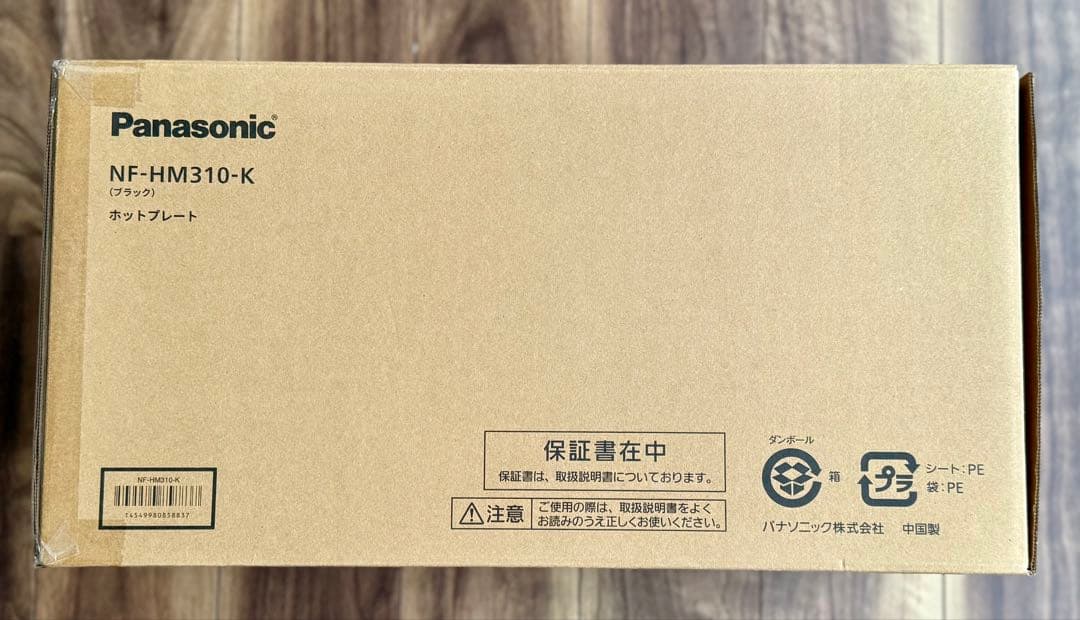 Panasonic®
NF-HM310-K
(ブラック)
ホットプレート
NF-HM310-K
保証書在中
保証書は、取扱説明書についております。
注意
ご使用の際は、取扱説明書をよく
お読みのうえ正しくお使いください。
ダンボール
箱
プラ
シート:PE
袋:PE
パナソニック株式会社 中国製